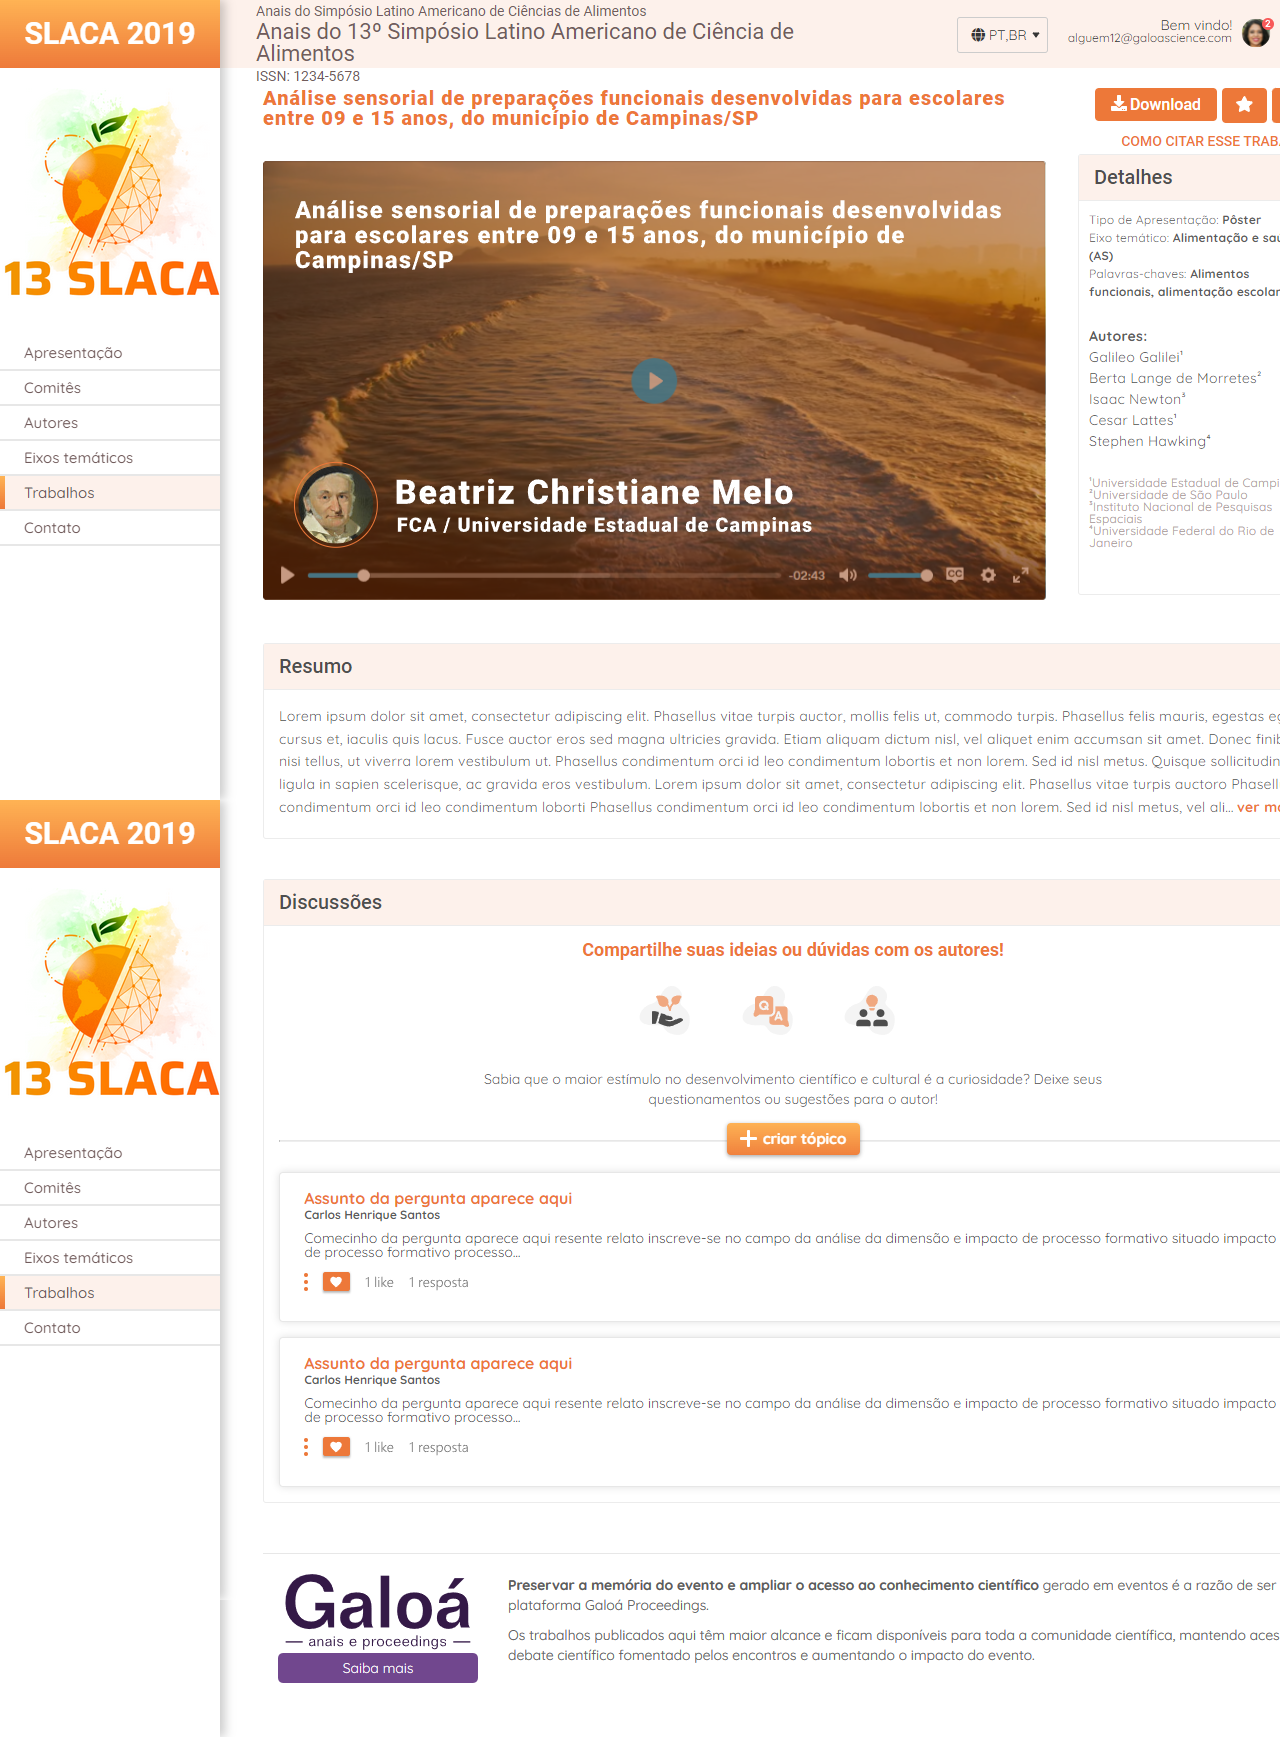 SLACA 2019
Anais do Simpósio Latino Americano de Ciências de Alimentos
Anais do 13º Simpósio Latino Americano de Ciência de
Alimentos
ISSN: 1234-5678
PT,BR
Bem vindo!
alguem12@galoascience.com
2
13 SLACA
Apresentação
Comitês
Autores
Eixos temáticos
Trabalhos
Contato
Análise sensorial de preparações funcionais desenvolvidas para escolares
entre 09 e 15 anos, do município de Campinas/SP
Download
COMO CITAR ESSE TRAB
Análise sensorial de preparações funcionais desenvolvidas
para escolares entre 09 e 15 anos, do município de
Campinas/SP
Beatriz Christiane Melo
FCA / Universidade Estadual de Campinas
-02:43
CC
Detalhes
Tipo de Apresentação: Pôster
Eixo temático: Alimentação e saú
(AS)
Palavras-chaves: Alimentos
funcionais, alimentação escolar
Autores:
Galileo Galilei¹
Berta Lange de Morretes²
Isaac Newton³
Cesar Lattes¹
Stephen Hawking⁴
¹Universidade Estadual de Campi
²Universidade de São Paulo
³Instituto Nacional de Pesquisas
Espaciais
⁴Universidade Federal do Rio de
Janeiro
Resumo
Lorem ipsum dolor sit amet, consectetur adipiscing elit. Phasellus vitae turpis auctor, mollis felis ut, commodo turpis. Phasellus felis mauris, egestas eg
cursus et, iaculis quis lacus. Fusce auctor eros sed magna ultricies gravida. Etiam aliquam dictum nisl, vel aliquet enim accumsan sit amet. Donec finib
nisi tellus, ut viverra lorem vestibulum ut. Phasellus condimentum orci id leo condimentum lobortis et non lorem. Sed id nisl metus. Quisque sollicitudin
ligula in sapien scelerisque, ac gravida eros vestibulum. Lorem ipsum dolor sit amet, consectetur adipiscing elit. Phasellus vitae turpis auctoro Phasell
condimentum orci id leo condimentum loborti Phasellus condimentum orci id leo condimentum lobortis et non lorem. Sed id nisl metus, vel ali... ver ma
SLACA 2019
13 SLACA
Apresentação
Comitês
Autores
Eixos temáticos
Trabalhos
Contato
Discussões
Compartilhe suas ideias ou dúvidas com os autores!
Q
A
Sabia que o maior estímulo no desenvolvimento científico e cultural é a curiosidade? Deixe seus
questionamentos ou sugestões para o autor!
criar tópico
Assunto da pergunta aparece aqui
Carlos Henrique Santos
Comecinho da pergunta aparece aqui resente relato inscreve-se no campo da análise da dimensão e impacto de processo formativo situado impacto
de processo formativo processo...
1 like 1 resposta
Assunto da pergunta aparece aqui
Carlos Henrique Santos
Comecinho da pergunta aparece aqui resente relato inscreve-se no campo da análise da dimensão e impacto de processo formativo situado impacto
de processo formativo processo...
1 like 1 resposta
Galoá
anais e proceedings
Saiba mais
Preservar a memória do evento e ampliar o acesso ao conhecimento científico gerado em eventos é a razão de ser
plataforma Galoá Proceedings.
Os trabalhos publicados aqui têm maior alcance e ficam disponíveis para toda a comunidade científica, mantendo aces
debate científico fomentado pelos encontros e aumentando o impacto do evento.